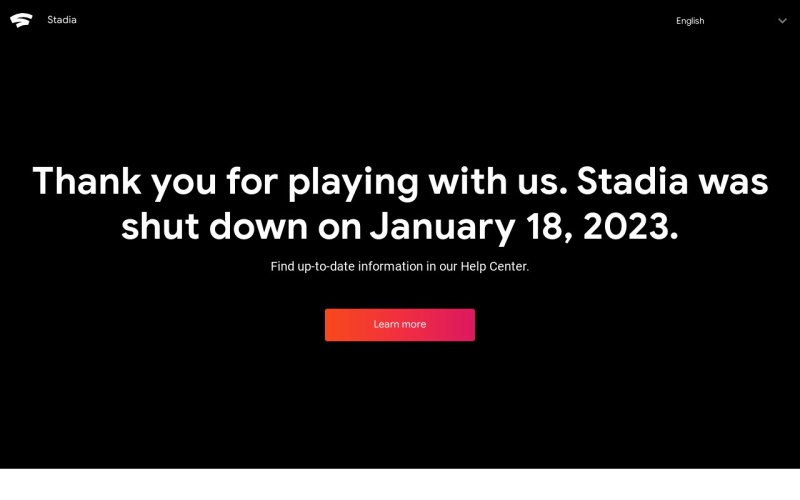 Stadia
English
Thank you for playing with us. Stadia was
shut down on January 18, 2023.
Find up-to-date information in our Help Center.
Learn more